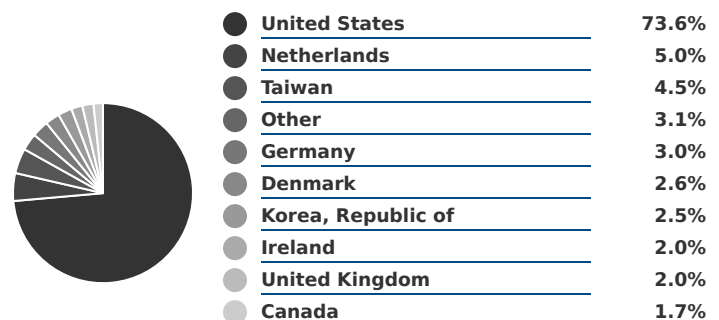 United States 73.6%
Netherlands 5.0%
Taiwan 4.5%
Other 3.1%
Germany 3.0%
Denmark 2.6%
Korea, Republic of 2.5%
Ireland 2.0%
United Kingdom 2.0%
Canada 1.7%